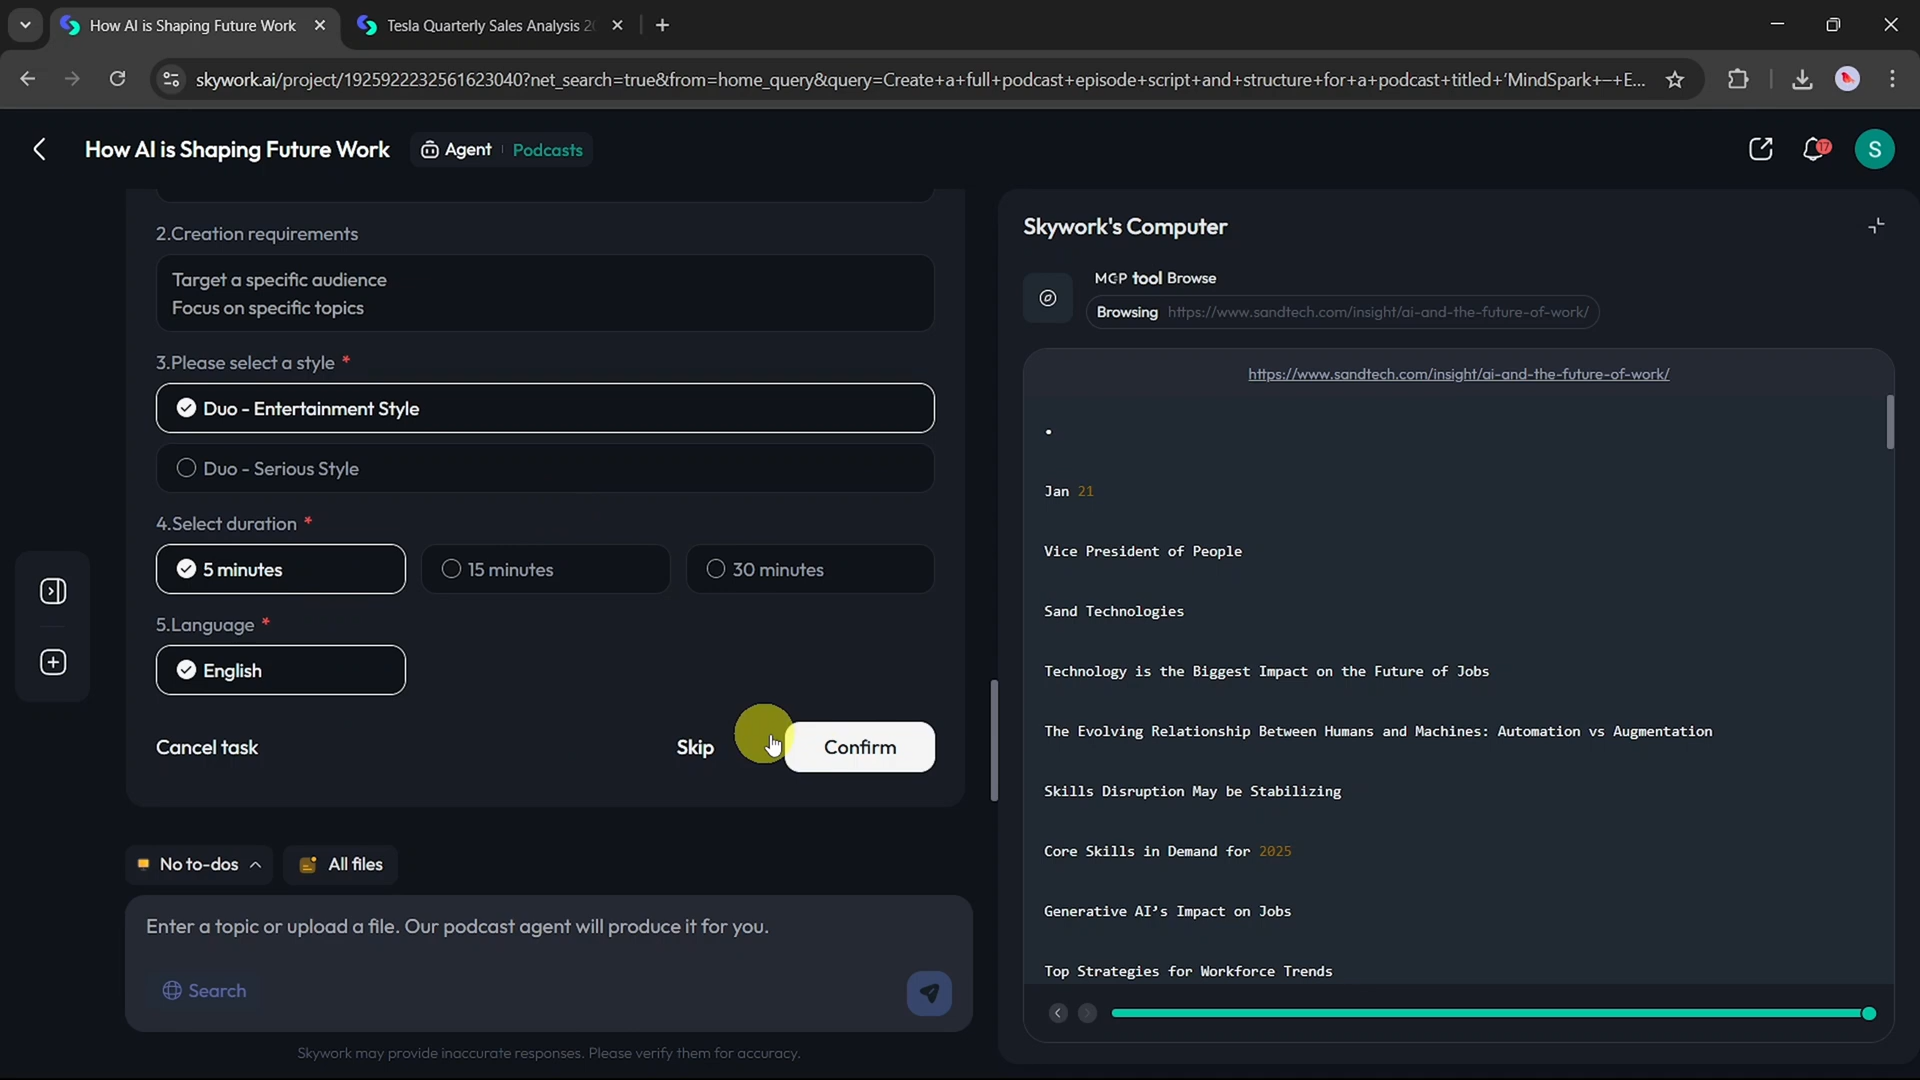 How AI is Shaping Future Work
Tesla Quarterly Sales Analysis 2
skywork.ai/project/1925922232561623040?net_search=true&from=home_query&query=Create+a+full+podcast+episode+script+and+structure+for+a+podcast+titled+'MindSpark+–+E...
How AI is Shaping Future Work
Agent
Podcasts
17
S
2.Creation requirements
Target a specific audience
Focus on specific topics
3.Please select a style *
Duo - Entertainment Style
Duo - Serious Style
4.Select duration *
5 minutes
15 minutes
30 minutes
5.Language *
English
Cancel task
Skip
Confirm
No to-dos
All files
Enter a topic or upload a file. Our podcast agent will produce it for you.
Search
Skywork may provide inaccurate responses. Please verify them for accuracy.
Skywork's Computer
MCP tool Browse
Browsing https://www.sandtech.com/insight/ai-and-the-future-of-work/
https://www.sandtech.com/insight/ai-and-the-future-of-work/
•
Jan 21
Vice President of People
Sand Technologies
Technology is the Biggest Impact on the Future of Jobs
The Evolving Relationship Between Humans and Machines: Automation vs Augmentation
Skills Disruption May be Stabilizing
Core Skills in Demand for 2025
Generative AI's Impact on Jobs
Top Strategies for Workforce Trends